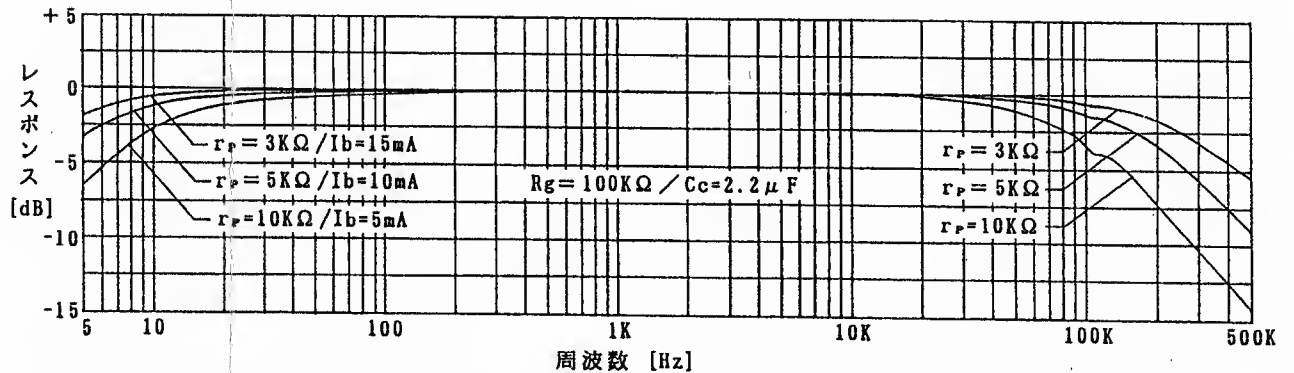 +5
0
-5
-10
-15
レスポンス
[dB]
rP=3KΩ/Ib=15mA
rP=5KΩ/Ib=10mA
rP=10KΩ/Ib=5mA
Rg=100KΩ/Cc=2.2μF
rP=3KΩ
rP=5KΩ
rP=10KΩ
5 10 100 1K 10K 100K 500K
周波数 [Hz]